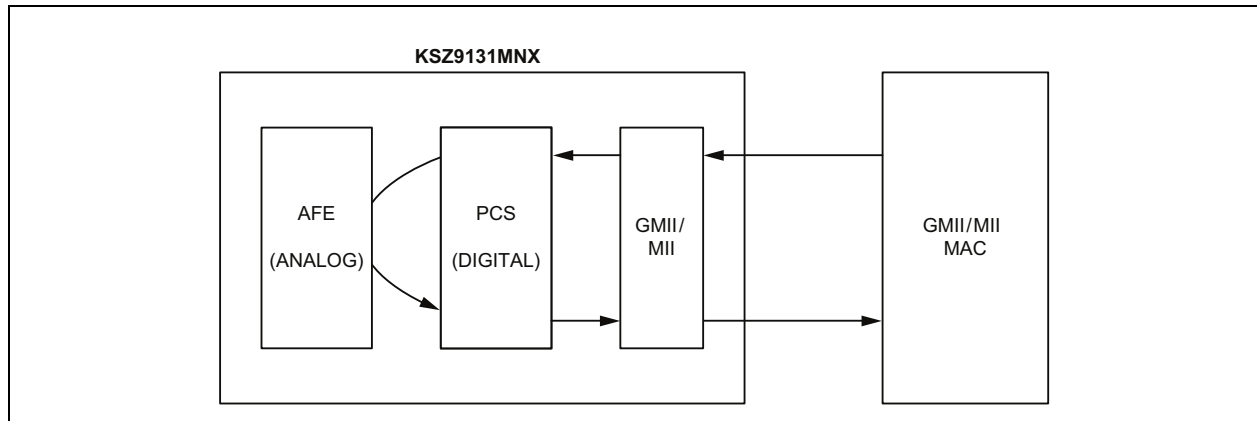 KSZ9131MNX
AFE
(ANALOG)
PCS
(DIGITAL)
GMII/
MII
GMII/MII
MAC